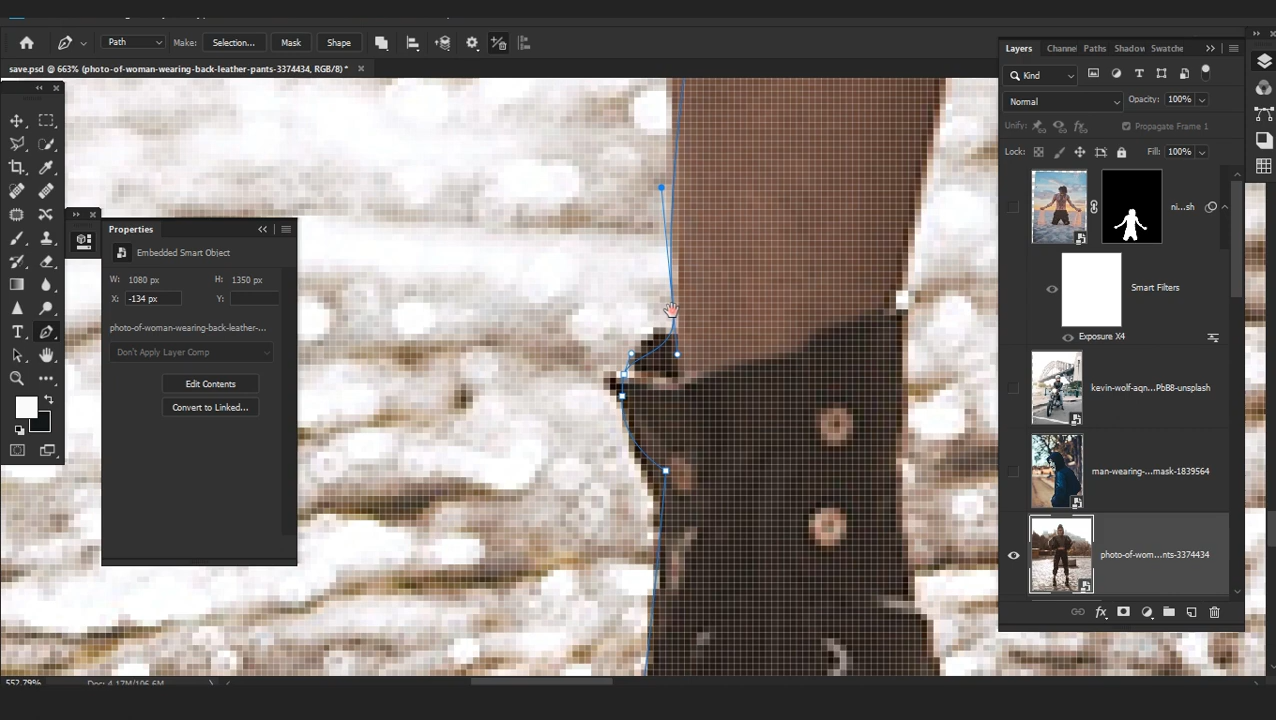 Path
Make:
Selection...
Mask
Shape
save.psd @ 663% (photo-of-woman-wearing-back-leather-pants-3374434, RGB/8) *
Properties
Embedded Smart Object
W: 1080 px
H: 1350 px
X: -134 px
Y:
photo-of-woman-wearing-back-leather-...
Don't Apply Layer Comp
Edit Contents
Convert to Linked...
Layers
Channe
Paths
Shadow
Swatche
Kind
Normal
Opacity: 100%
Unify:
Propagate Frame 1
Lock:
Fill: 100%
ni...sh
Smart Filters
Exposure X4
kevin-wolf-aqn...PbB8-unsplash
man-wearing-...mask-1839564
photo-of-wom...nts-3374434
552.79%
Doc: 4.17M/106.6M